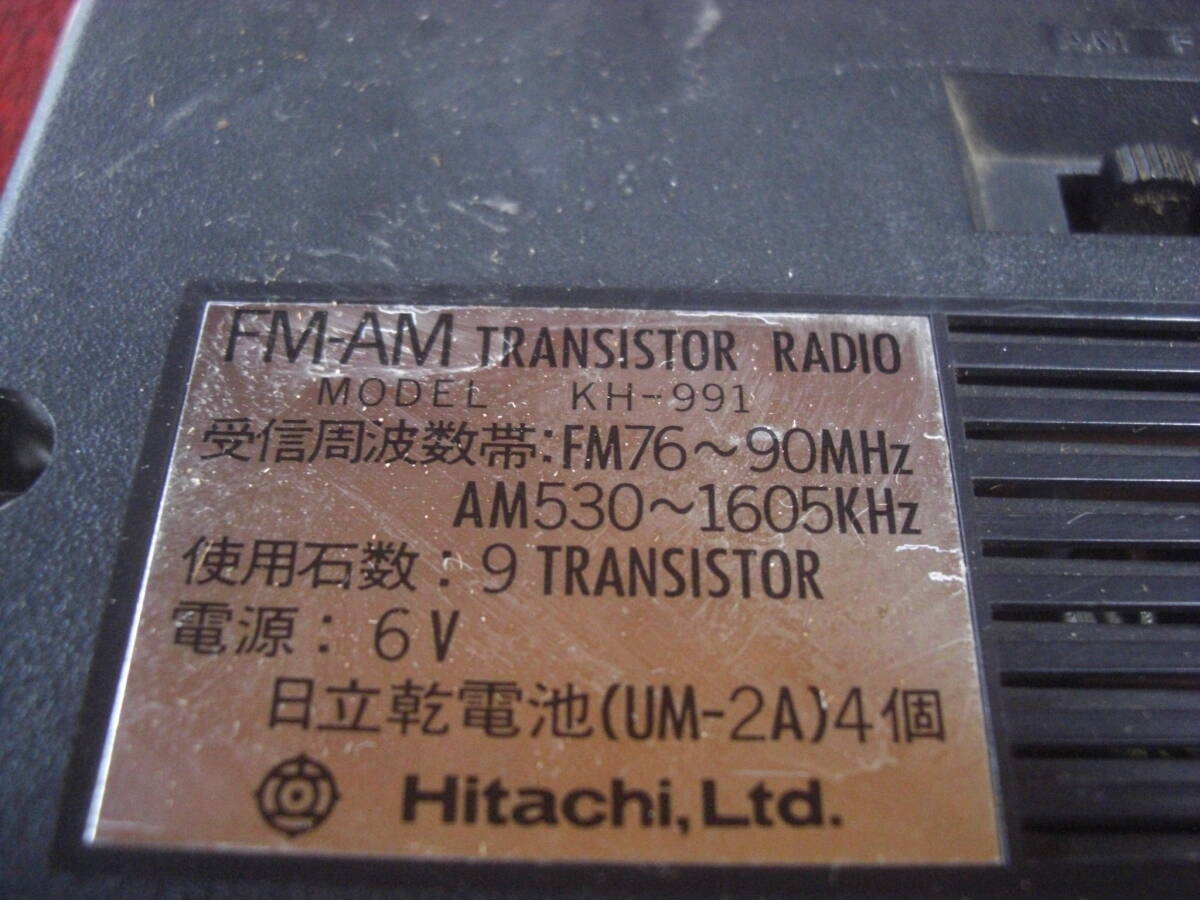 AM F
FM-AM TRANSISTOR RADIO
MODEL KH-991
受信周波数帯:FM76~90MHz
AM530~1605KHz
使用石数:9 TRANSISTOR
電源:6V
日立乾電池(UM-2A)4個
Hitachi, Ltd.